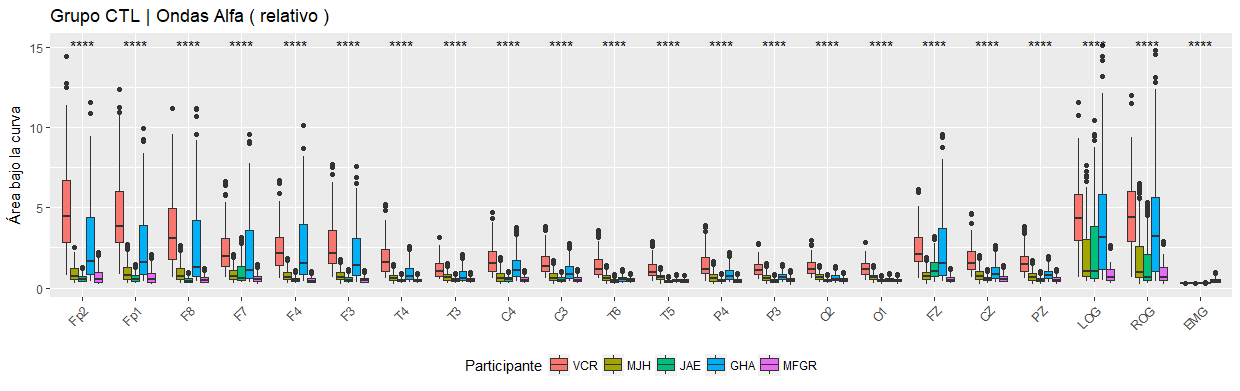 Grupo CTL | Ondas Alfa ( relativo )
**** **** **** **** **** **** **** **** **** **** **** **** **** **** **** **** **** **** **** **** **** ****
15
10
5
0
Área bajo la curva
Fp2 Fp1 F8 F7 F4 F3 T4 T3 C4 C3 T6 T5 P4 P3 O2 O1 FZ CZ PZ LOG ROG EMG
Participante VCR MJH JAE GHA MFGR